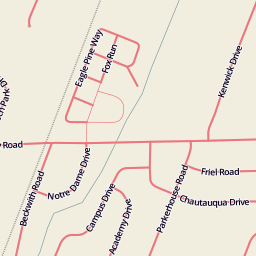 Eagle Pine Way
Fox Run
Kenwick Drive
Road
Notre Dame Drive
Beckwith Road
Campus Drive
Academy Drive
Parkerhouse Road
Friel Road
Chautauqua Drive